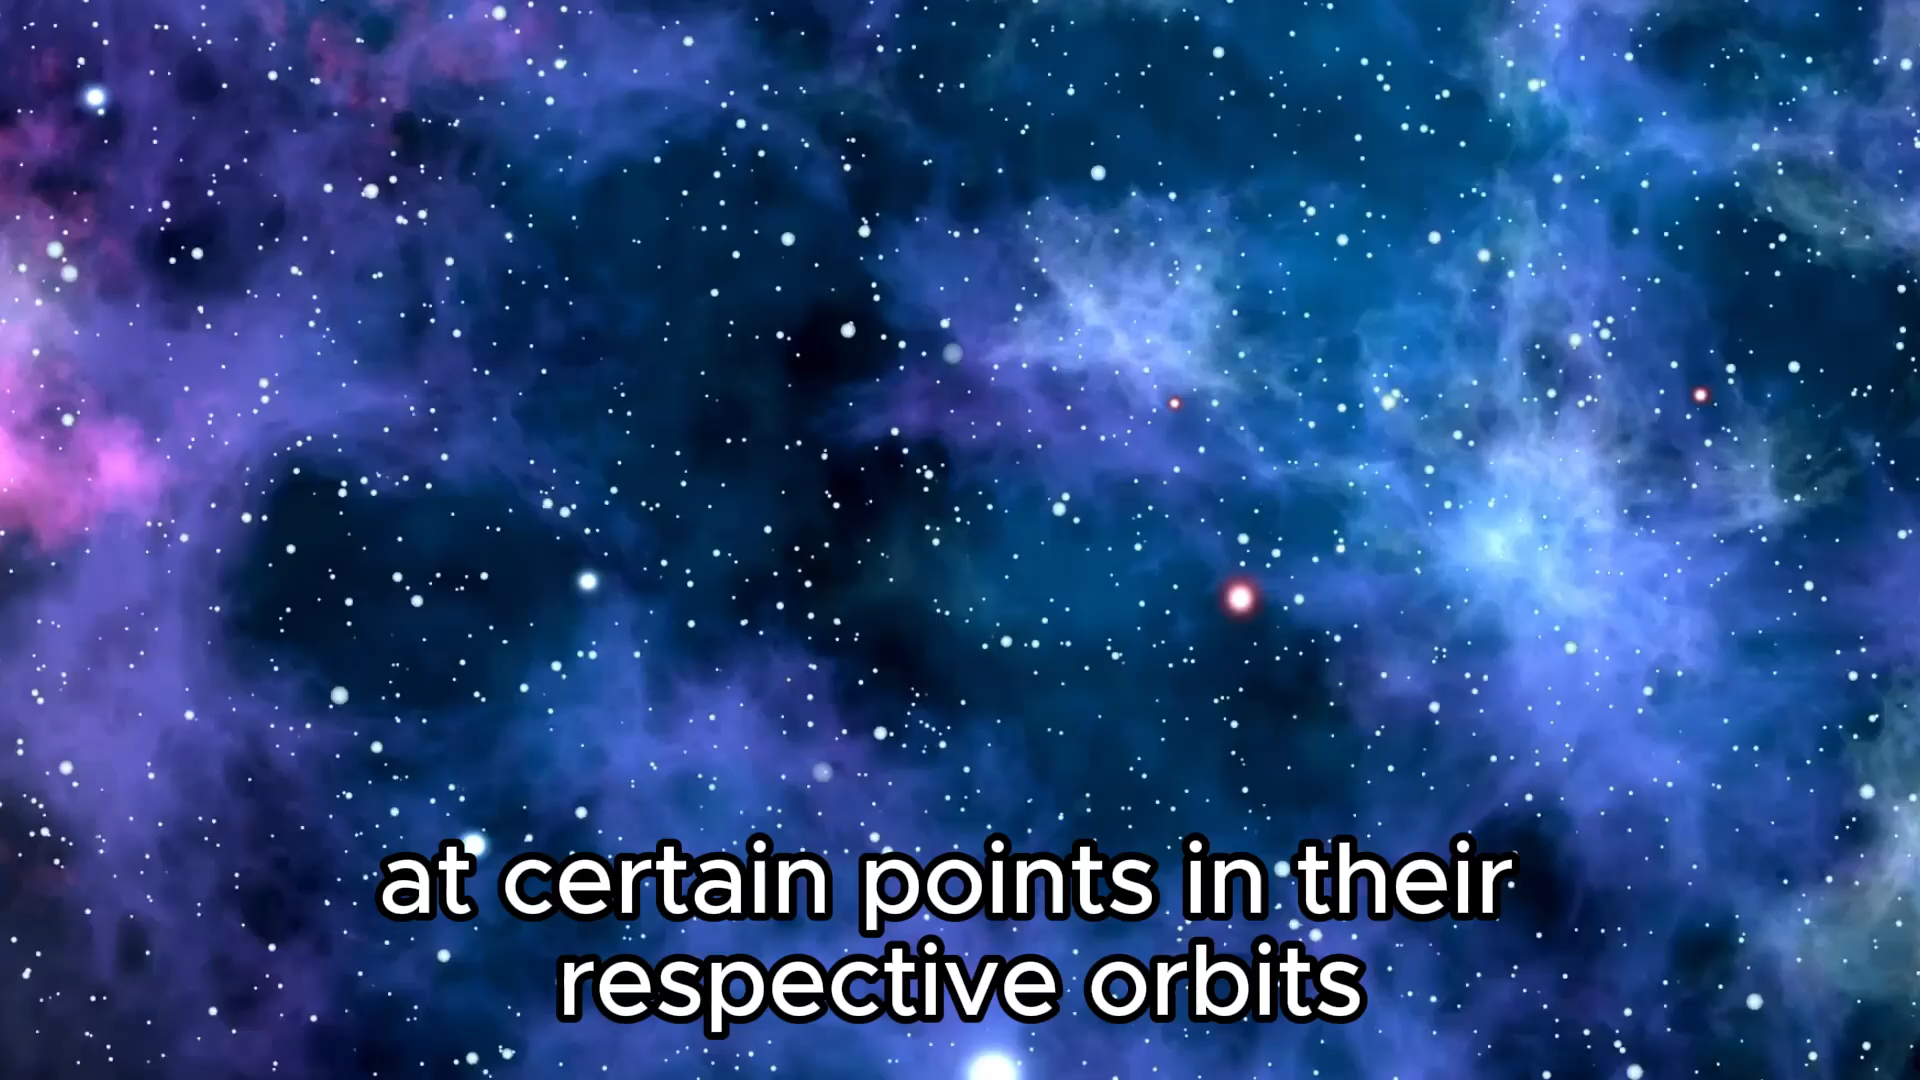 at certain points in their
respective orbits